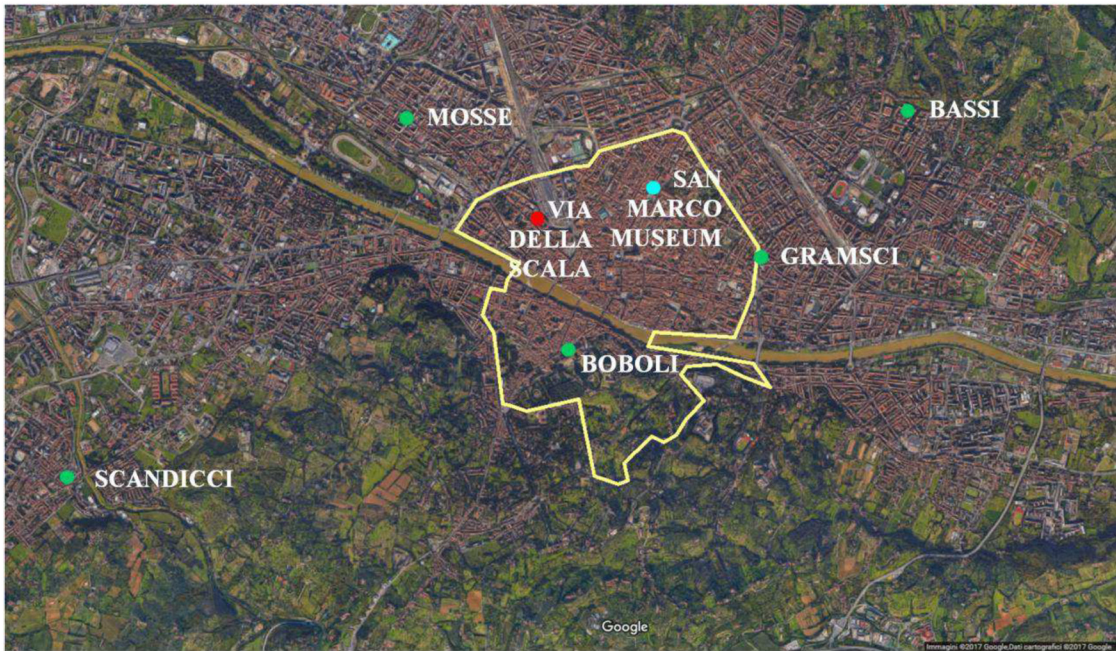 MOSSE
BASSI
SAN
MARCO
MUSEUM
VIA
DELLA
SCALA
GRAMSCI
BOBOLI
SCANDICCI
Google
Immagini ©2017 Google,Dati cartografici ©2017 Google